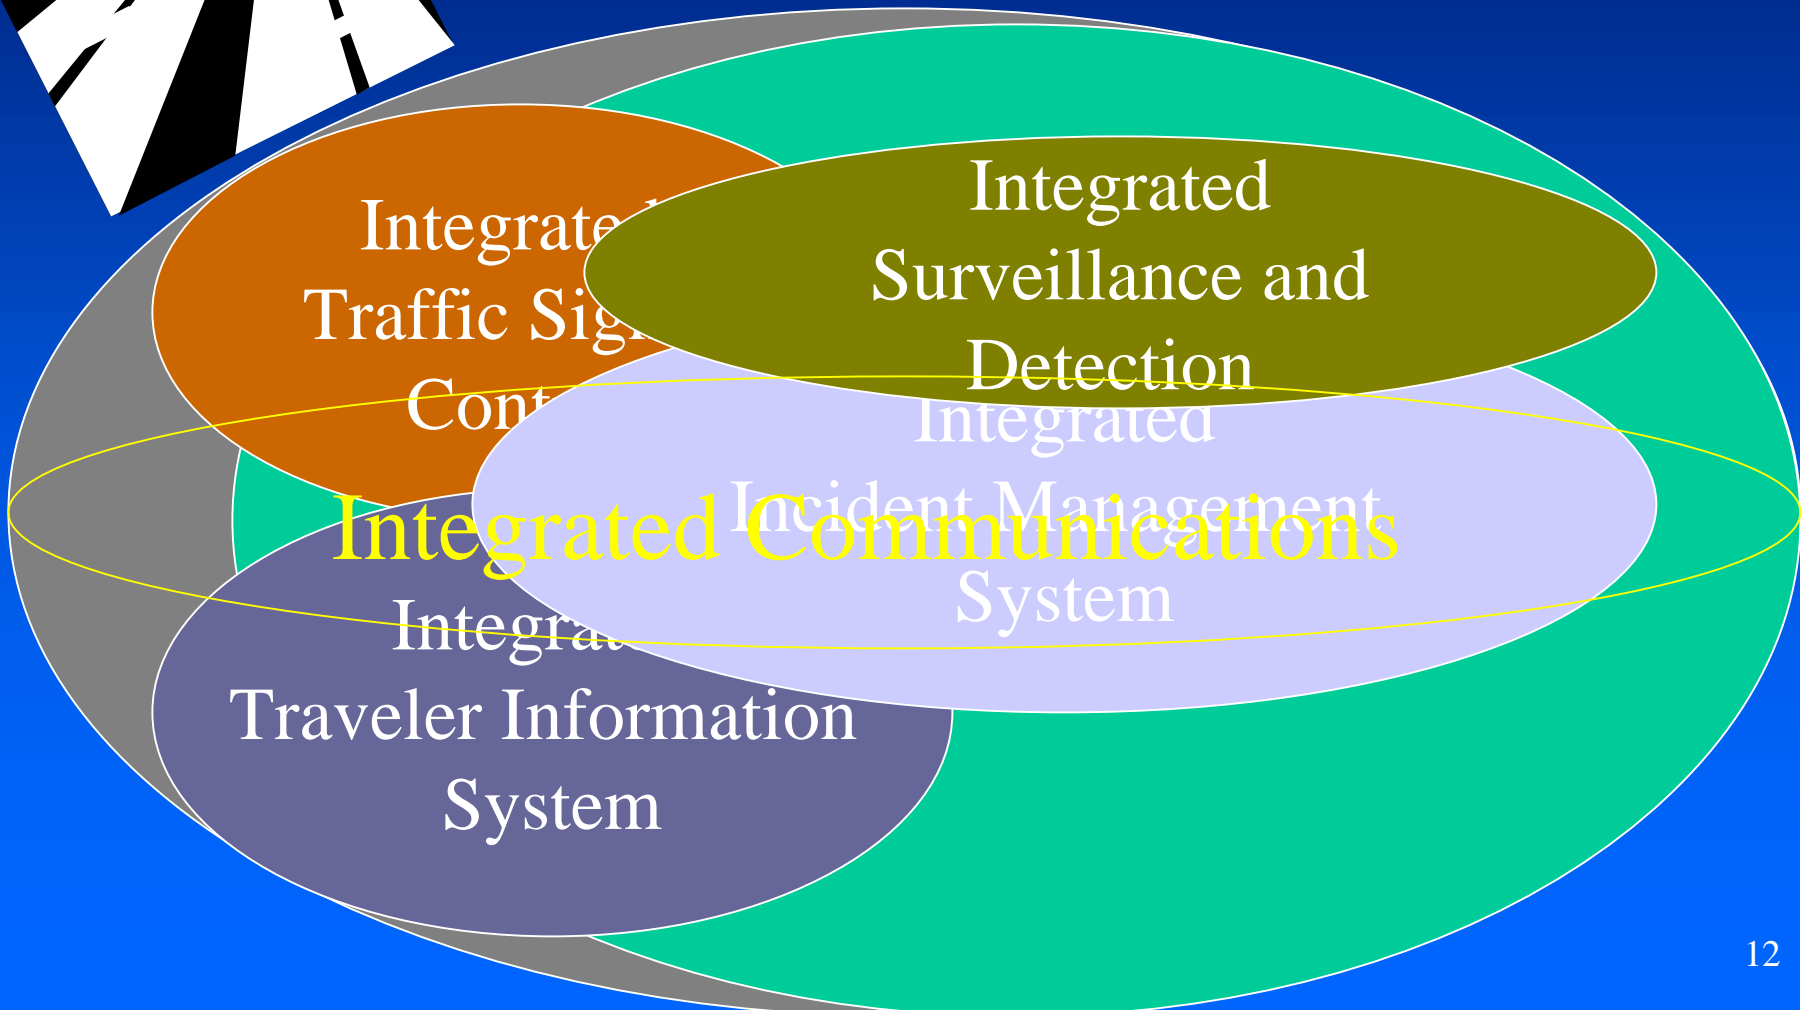 Integrated
Traffic Sig
Cont
Integrated
Surveillance and
Detection
Integrated
Incident Management
System
Integrated Communications
Integrat
Traveler Information
System
12